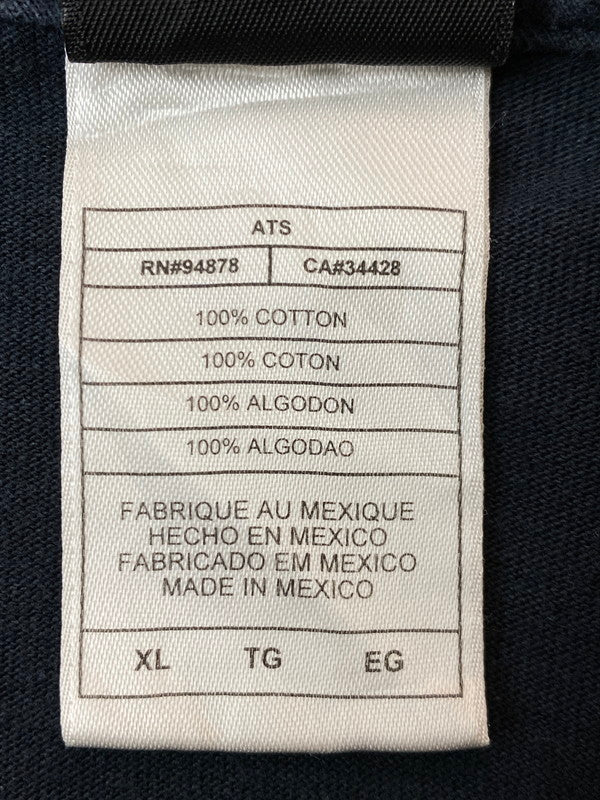 ATS
RN#94878 CA#34428
100% COTTON
100% COTON
100% ALGODON
100% ALGODAO
FABRIQUE AU MEXIQUE
HECHO EN MEXICO
FABRICADO EM MEXICO
MADE IN MEXICO
XL TG EG